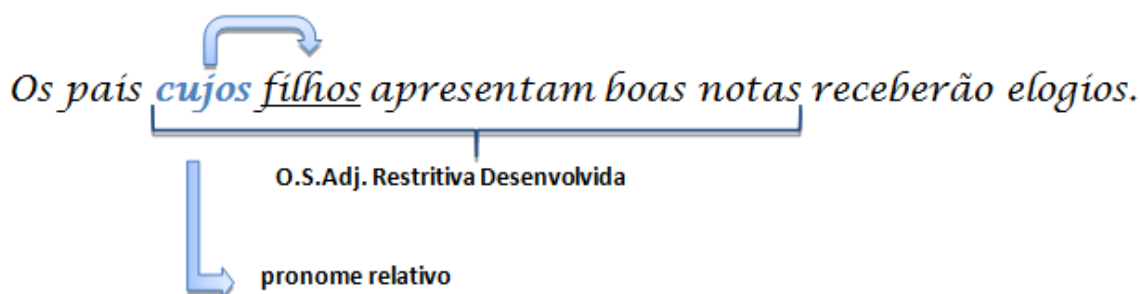 Os pais cujos filhos apresentam boas notas receberão elogios.
O.S.Adj. Restritiva Desenvolvida
pronome relativo